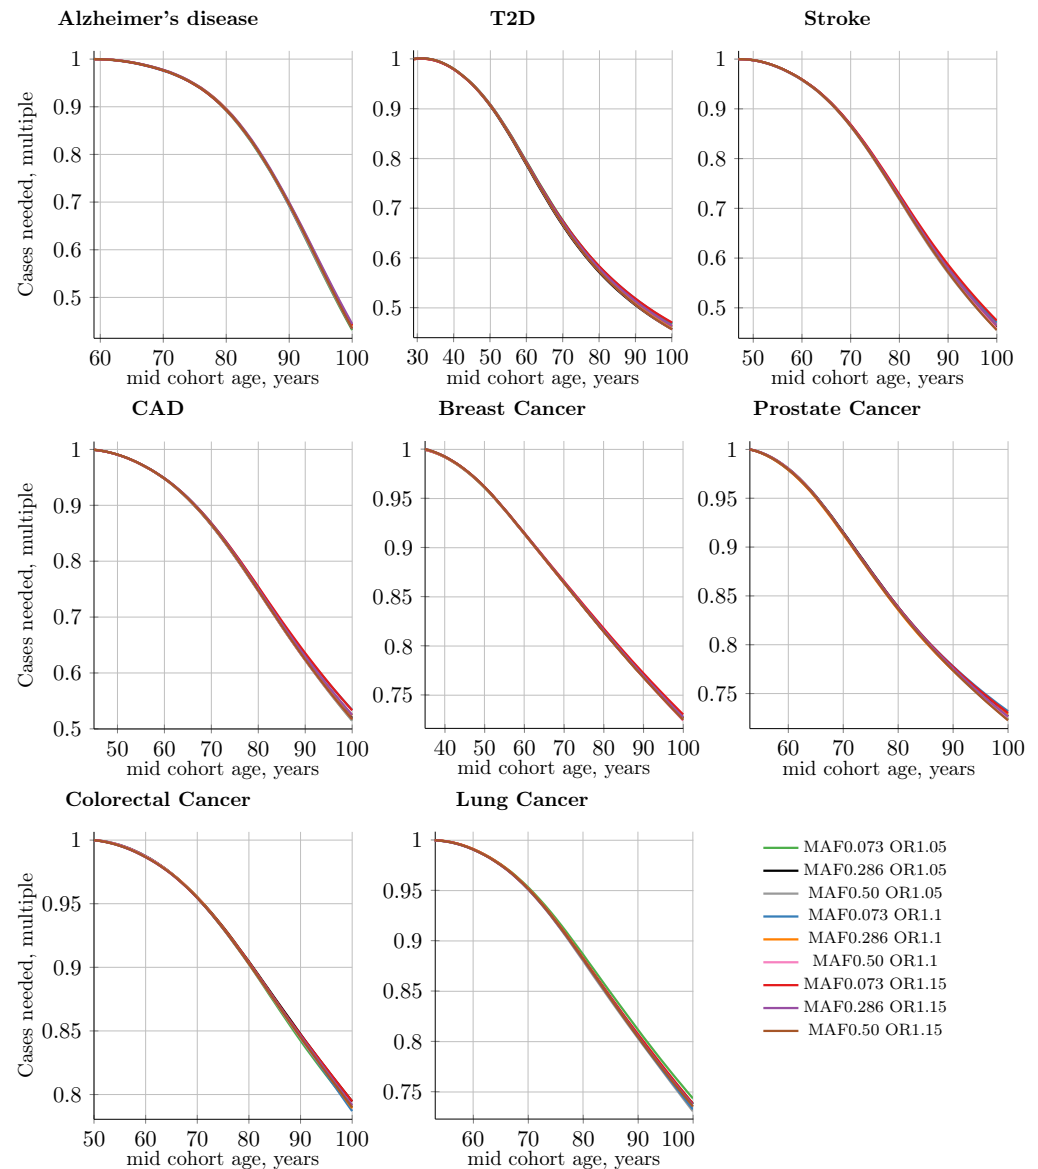 Alzheimer's disease T2D Stroke
1 1 1
0.9 0.9 0.9
0.8 0.8 0.8
0.7 0.7 0.7
0.6 0.6 0.6
0.5 0.5 0.5
Cases needed, multiple
60 70 80 90 100 30 40 50 60 70 80 90 100 50 60 70 80 90 100
mid cohort age, years mid cohort age, years mid cohort age, years
CAD Breast Cancer Prostate Cancer
1 1 1
0.9 0.95 0.95
0.8 0.9 0.9
0.7 0.85 0.85
0.6 0.8 0.8
0.5 0.75 0.75
Cases needed, multiple
50 60 70 80 90 100 40 50 60 70 80 90 100 60 70 80 90 100
mid cohort age, years mid cohort age, years mid cohort age, years
Colorectal Cancer Lung Cancer
1 1
0.95 0.95
0.9 0.9
0.85 0.85
0.8 0.8
0.75
Cases needed, multiple
50 60 70 80 90 100 60 70 80 90 100
mid cohort age, years mid cohort age, years
MAF0.073 OR1.05
MAF0.286 OR1.05
MAF0.50 OR1.05
MAF0.073 OR1.1
MAF0.286 OR1.1
MAF0.50 OR1.1
MAF0.073 OR1.15
MAF0.286 OR1.15
MAF0.50 OR1.15